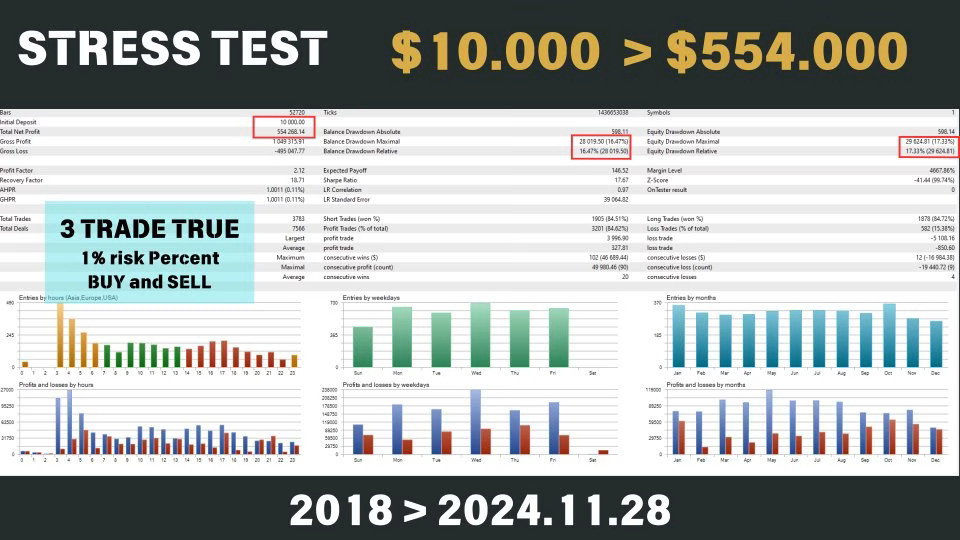 STRESS TEST $10.000 > $554.000
Bars 52720 Ticks 1436653038 Symbols 1
Initial Deposit 10 000.00
Total Net Profit 554 268.14 Balance Drawdown Absolute 598.11 Equity Drawdown Absolute 598.14
Gross Profit 1 049 315.91 Balance Drawdown Maximal 28 019.50 (16.47%) Equity Drawdown Maximal 29 624.81 (17.33%)
Gross Loss -495 047.77 Balance Drawdown Relative 16.47% (28 019.50) Equity Drawdown Relative 17.33% (29 624.81)
Profit Factor 2.12 Expected Payoff 146.52 Margin Level 4667.86%
Recovery Factor 18.71 Sharpe Ratio 17.67 Z-Score -41.44 (99.74%)
AHPR 1.0011 (0.11%) LR Correlation 0.97 OnTester result 0
GHPR 1.0011 (0.11%) LR Standard Error 39 064.82
Total Trades 3783 Short Trades (won %) 1905 (84.51%) Long Trades (won %) 1878 (84.72%)
Total Deals 7566 Profit Trades (% of total) 3201 (84.62%) Loss Trades (% of total) 582 (15.38%)
Largest profit trade 3 996.90 loss trade -5 108.16
Average profit trade 327.81 loss trade -850.60
Maximum consecutive wins ($) 102 (46 689.44) consecutive losses ($) 12 (-16 984.38)
Maximal consecutive profit (count) 49 980.46 (90) consecutive loss (count) -19 440.72 (9)
Average consecutive wins 20 consecutive losses 4
3 TRADE TRUE
1% risk Percent
BUY and SELL
Entries by hours (Asia,Europe,USA) Entries by weekdays Entries by months
490 245 0
0 1 2 3 4 5 6 7 8 9 10 11 12 13 14 15 16 17 18 19 20 21 22 23
730 365 0
Sun Mon Tue Wed Thu Fri Sat
370 185 0
Jan Feb Mar Apr May Jun Jul Aug Sep Oct Nov Dec
Profits and losses by hours Profits and losses by weekdays Profits and losses by months
95250 63500 31750 0
0 1 2 3 4 5 6 7 8 9 10 11 12 13 14 15 16 17 18 19 20 21 22 23
238000 208250 178500 148750 119000 89250 59500 29750 0
Sun Mon Tue Wed Thu Fri Sat
119000 89250 59500 29750 0
Jan Feb Mar Apr May Jun Jul Aug Sep Oct Nov Dec
2018 > 2024.11.28